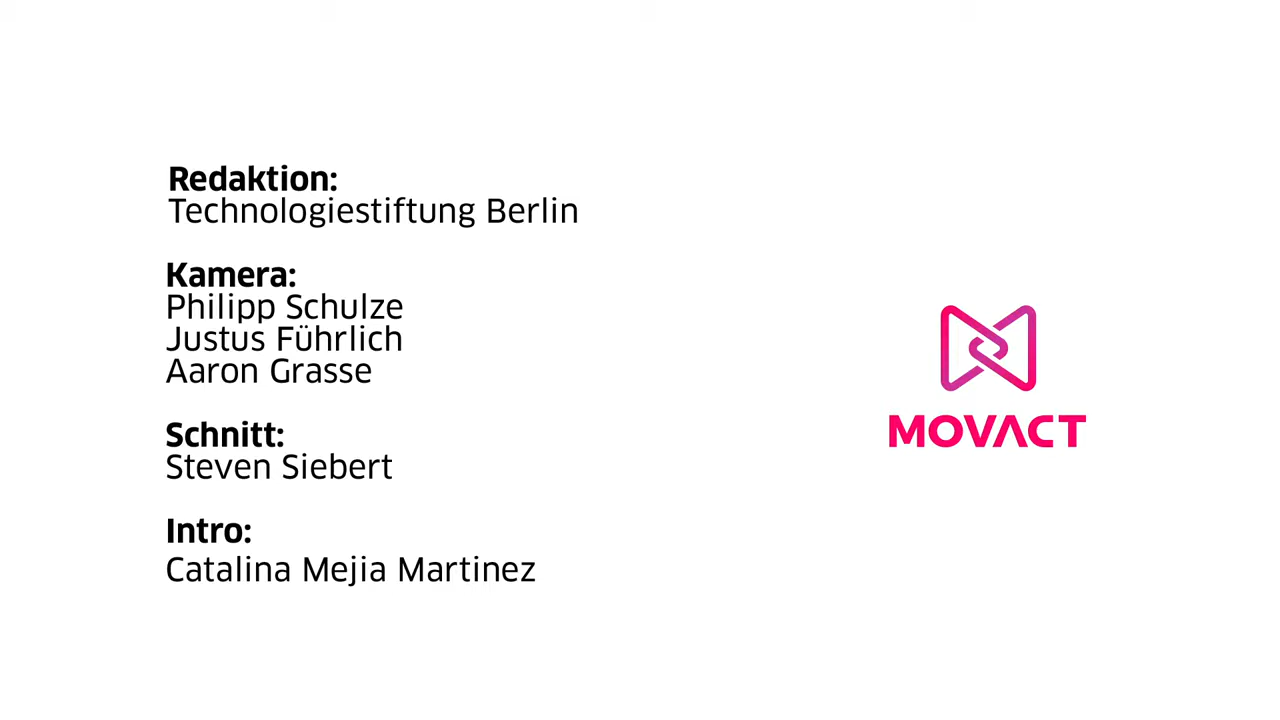 Redaktion:
Technologiestiftung Berlin
Kamera:
Philipp Schulze
Justus Führlich
Aaron Grasse
Schnitt:
Steven Siebert
Intro:
Catalina Mejia Martinez
MOVACT